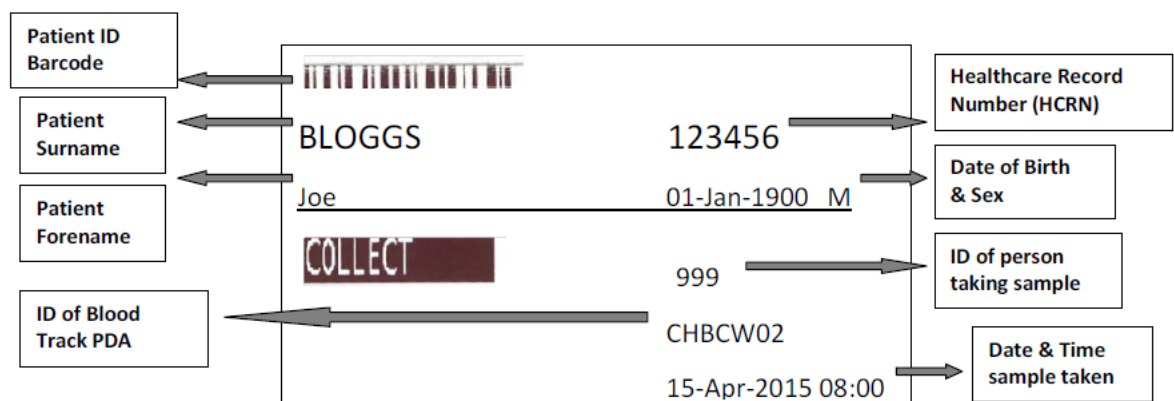 Patient ID
Barcode
Healthcare Record
Number (HCRN)
Patient
Surname
BLOGGS 123456
Date of Birth
& Sex
Patient
Forename
Joe 01-Jan-1900 M
COLLECT
999
ID of person
taking sample
ID of Blood
Track PDA
CHBCW02
Date & Time
sample taken
15-Apr-2015 08:00